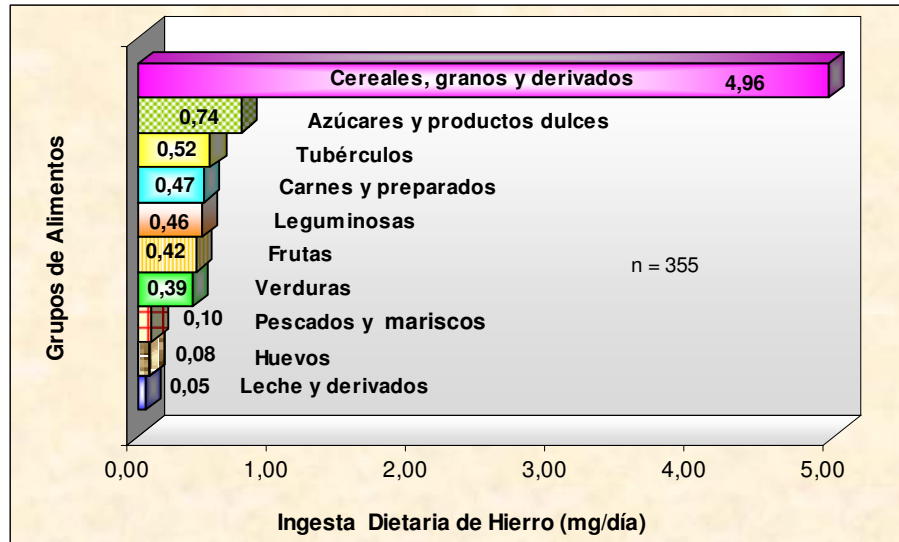 Grupos de Alimentos
Cereales, granos y derivados 4,96
0,74 Azúcares y productos dulces
0,52 Tubérculos
0,47 Carnes y preparados
0,46 Leguminosas
0,42 Frutas
n = 355
0,39 Verduras
0,10 Pescados y mariscos
0,08 Huevos
0,05 Leche y derivados
0,00 1,00 2,00 3,00 4,00 5,00
Ingesta Dietaria de Hierro (mg/día)